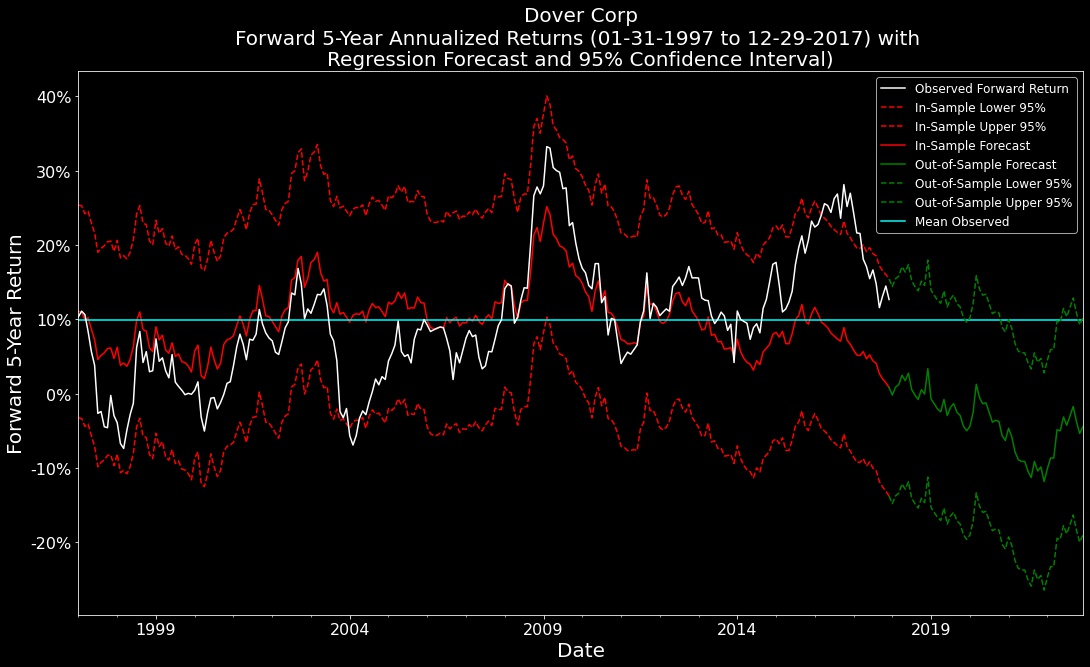 Dover Corp
Forward 5-Year Annualized Returns (01-31-1997 to 12-29-2017) with
Regression Forecast and 95% Confidence Interval)
Observed Forward Return
In-Sample Lower 95%
In-Sample Upper 95%
In-Sample Forecast
Out-of-Sample Forecast
Out-of-Sample Lower 95%
Out-of-Sample Upper 95%
Mean Observed
Forward 5-Year Return
40%
30%
20%
10%
0%
-10%
-20%
1999
2004
2009
2014
2019
Date